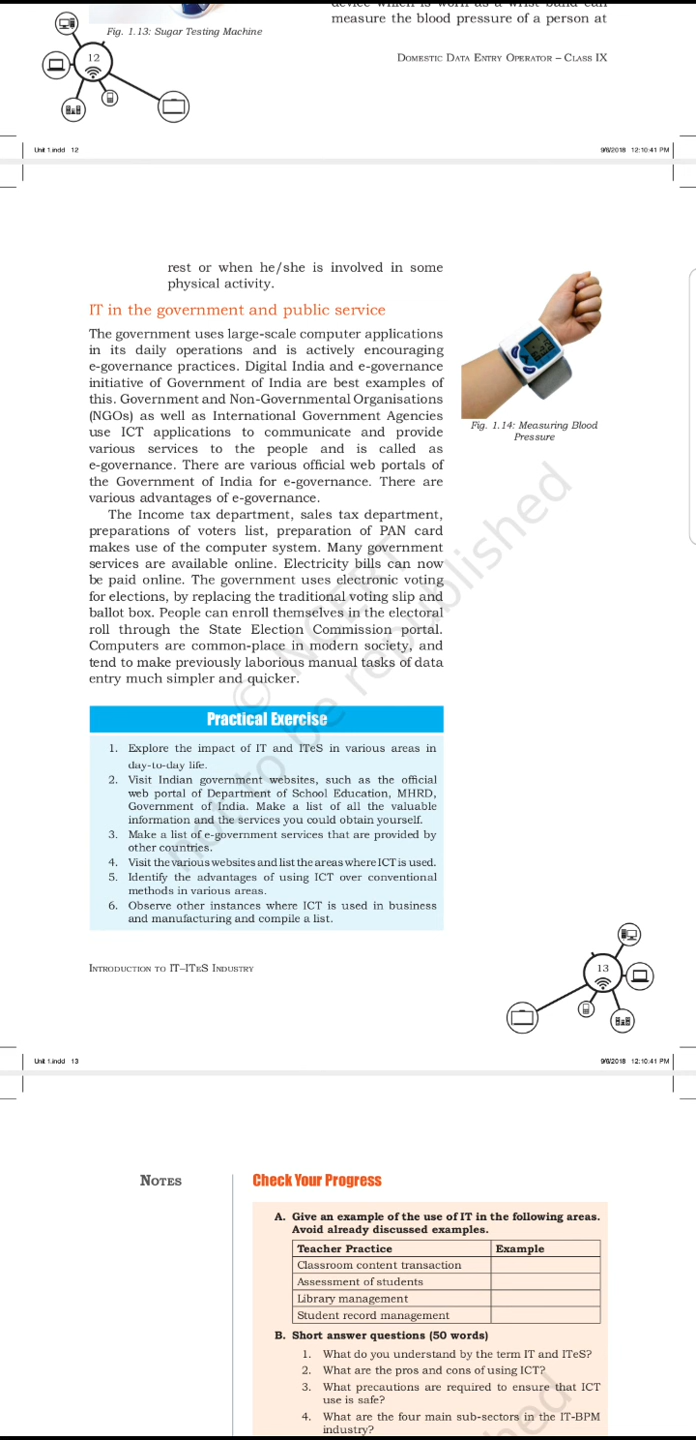 measure the blood pressure of a person at
Fig. 1.13: Sugar Testing Machine
12
DOMESTIC DATA ENTRY OPERATOR – CLASS IX
Unit 1.indd 12
9/6/2018 12:10:41 PM
rest or when he/she is involved in some
physical activity.
IT in the government and public service
The government uses large-scale computer applications
in its daily operations and is actively encouraging
e-governance practices. Digital India and e-governance
initiative of Government of India are best examples of
this. Government and Non-Governmental Organisations
(NGOs) as well as International Government Agencies
use ICT applications to communicate and provide
various services to the people and is called as
e-governance. There are various official web portals of
the Government of India for e-governance. There are
various advantages of e-governance.
Fig. 1.14: Measuring Blood
Pressure
The Income tax department, sales tax department,
preparations of voters list, preparation of PAN card
makes use of the computer system. Many government
services are available online. Electricity bills can now
be paid online. The government uses electronic voting
for elections, by replacing the traditional voting slip and
ballot box. People can enroll themselves in the electoral
roll through the State Election Commission portal.
Computers are common-place in modern society, and
tend to make previously laborious manual tasks of data
entry much simpler and quicker.
© NCERT
not to be republished
Practical Exercise
1. Explore the impact of IT and ITeS in various areas in
day-to-day life.
2. Visit Indian government websites, such as the official
web portal of Department of School Education, MHRD,
Government of India. Make a list of all the valuable
information and the services you could obtain yourself.
3. Make a list of e-government services that are provided by
other countries.
4. Visit the various websites and list the areas where ICT is used.
5. Identify the advantages of using ICT over conventional
methods in various areas.
6. Observe other instances where ICT is used in business
and manufacturing and compile a list.
INTRODUCTION TO IT–ITES INDUSTRY
13
Unit 1.indd 13
9/6/2018 12:10:41 PM
NOTES
Check Your Progress
A. Give an example of the use of IT in the following areas.
Avoid already discussed examples.
Teacher Practice Example
Classroom content transaction
Assessment of students
Library management
Student record management
B. Short answer questions (50 words)
1. What do you understand by the term IT and ITeS?
2. What are the pros and cons of using ICT?
3. What precautions are required to ensure that ICT
use is safe?
4. What are the four main sub-sectors in the IT-BPM
industry?